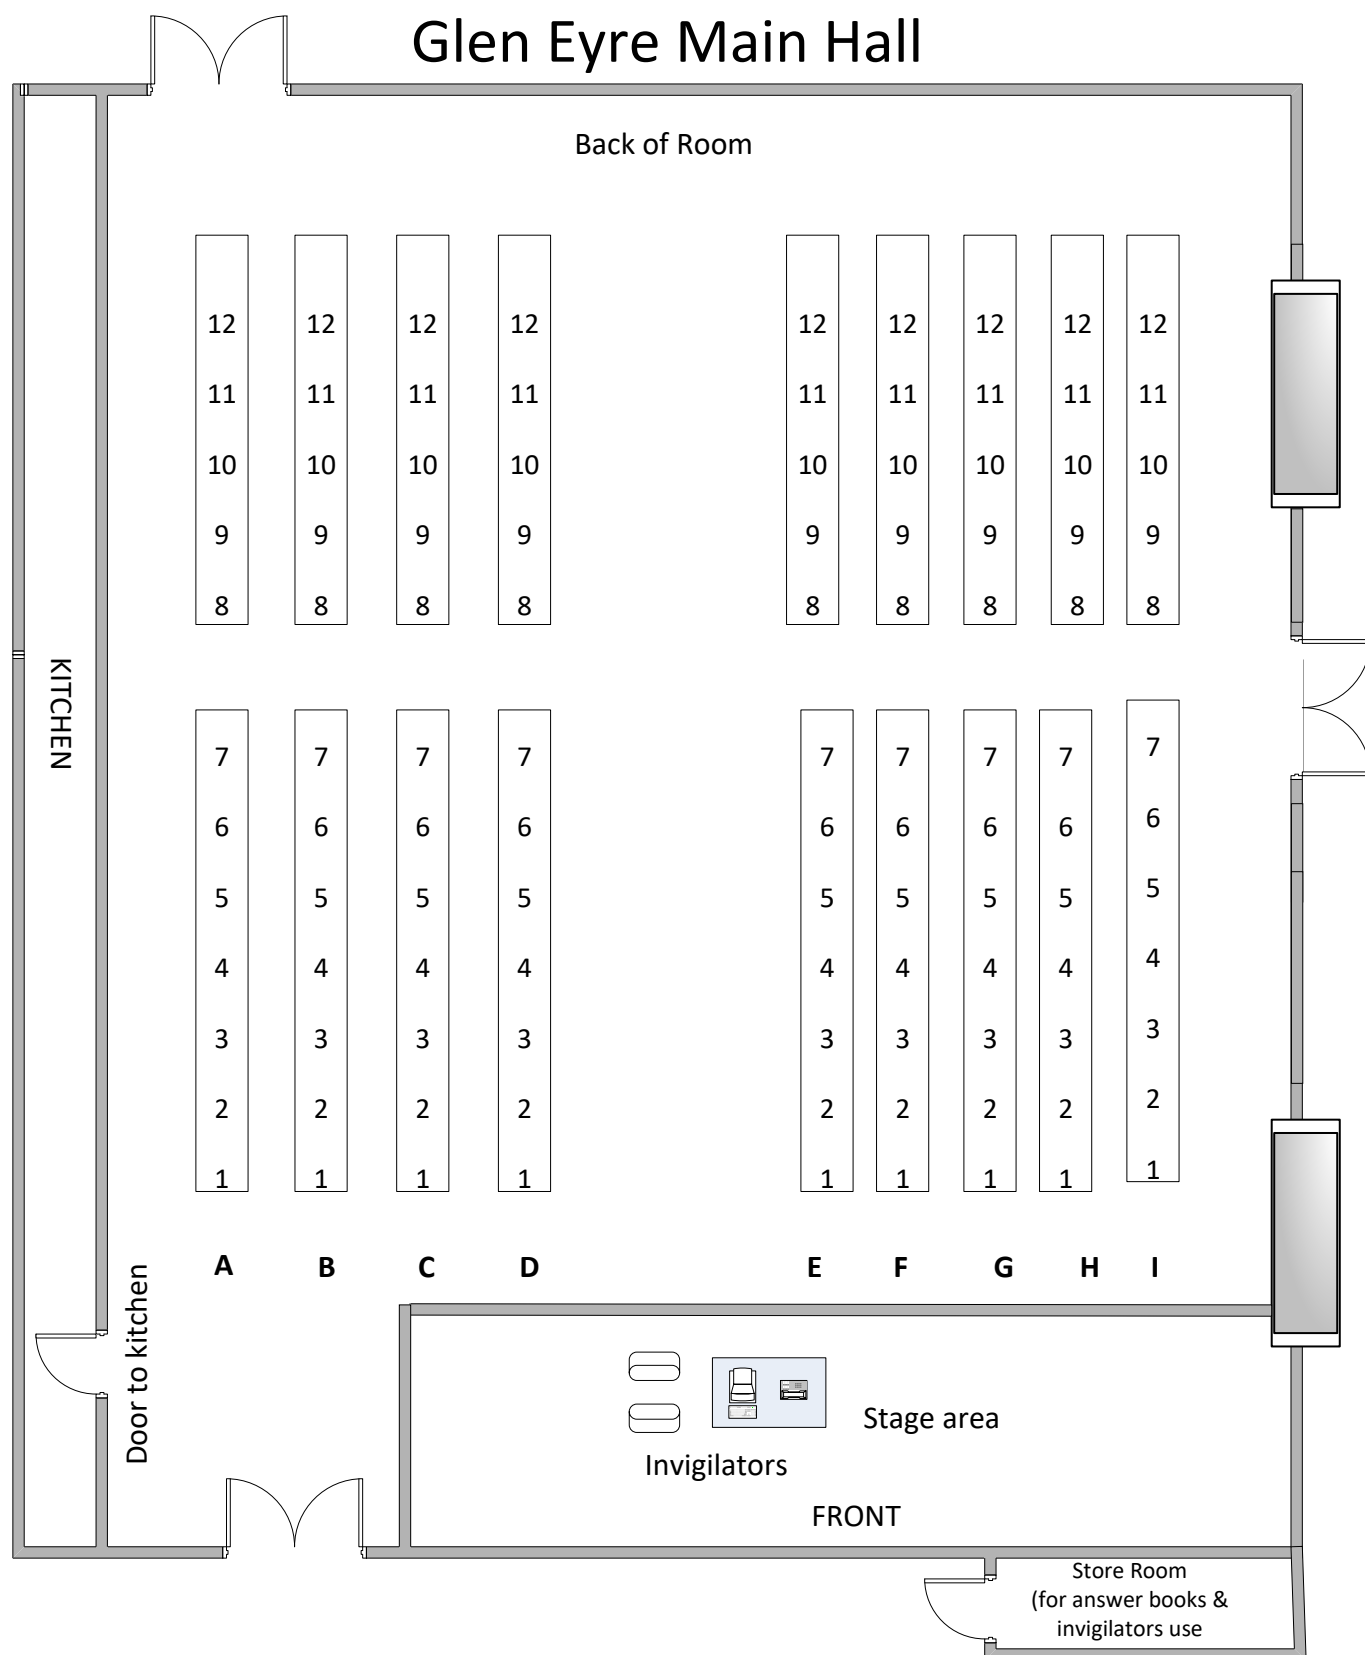 Glen Eyre Main Hall
Back of Room
12 12 12 12 12 12 12 12 12
11 11 11 11 11 11 11 11 11
10 10 10 10 10 10 10 10 10
9 9 9 9 9 9 9 9 9
8 8 8 8 8 8 8 8 8
KITCHEN
7 7 7 7 7 7 7 7 7
6 6 6 6 6 6 6 6 6
5 5 5 5 5 5 5 5 5
4 4 4 4 4 4 4 4 4
3 3 3 3 3 3 3 3 3
2 2 2 2 2 2 2 2 2
1 1 1 1 1 1 1 1 1
A B C D E F G H I
Door to kitchen
Stage area
Invigilators
FRONT
Store Room
(for answer books &
invigilators use